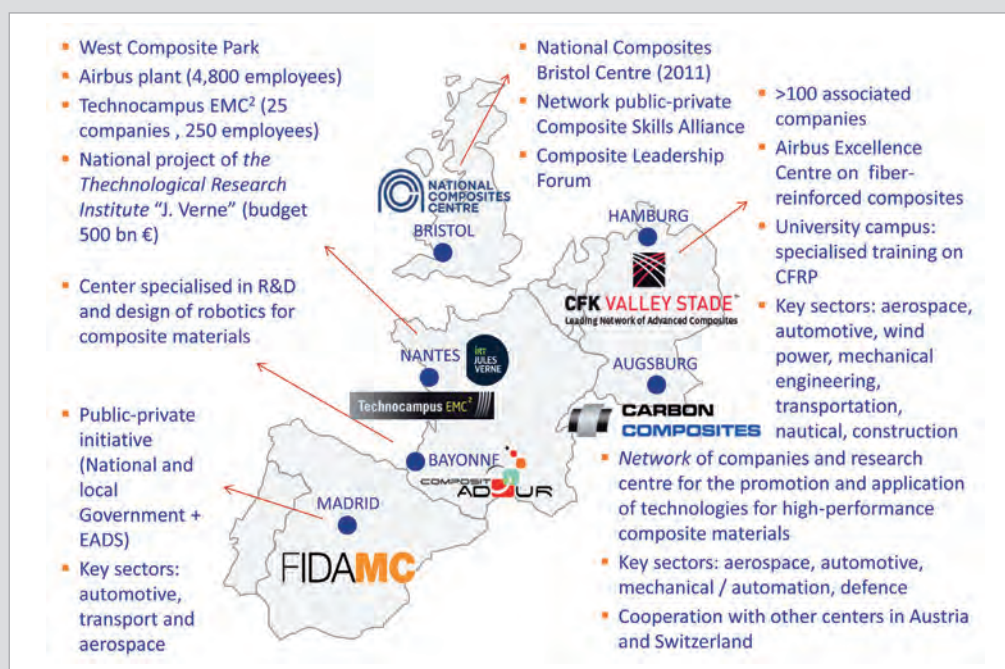 ▪ West Composite Park
▪ Airbus plant (4,800 employees)
▪ Technocampus EMC² (25
companies , 250 employees)
▪ National project of the
Thechnological Research
Institute “J. Verne” (budget
500 bn €)
▪ Center specialised in R&D
and design of robotics for
composite materials
▪ Public-private
initiative
(National and
local
Government +
EADS)
▪ Key sectors:
automotive,
transport and
aerospace
▪ National Composites
Bristol Centre (2011)
▪ Network public-private
Composite Skills Alliance
▪ Composite Leadership
Forum
▪ >100 associated
companies
▪ Airbus Excellence
Centre on fiber-
reinforced composites
▪ University campus:
specialised training on
CFRP
▪ Key sectors: aerospace,
automotive, wind
power, mechanical
engineering,
transportation,
nautical, construction
▪ Network of companies and research
centre for the promotion and application
of technologies for high-performance
composite materials
▪ Key sectors: aerospace, automotive,
mechanical / automation, defence
▪ Cooperation with other centers in Austria
and Switzerland
NATIONAL
COMPOSITES
CENTRE
BRISTOL
HAMBURG
CFK VALLEY STADE
Leading Network of Advanced Composites
NANTES
irt
JULES
VERNE
Technocampus EMC²
AUGSBURG
CARBON
COMPOSITES
BAYONNE
COMPOSIT
ADOUR
MADRID
FIDAMC